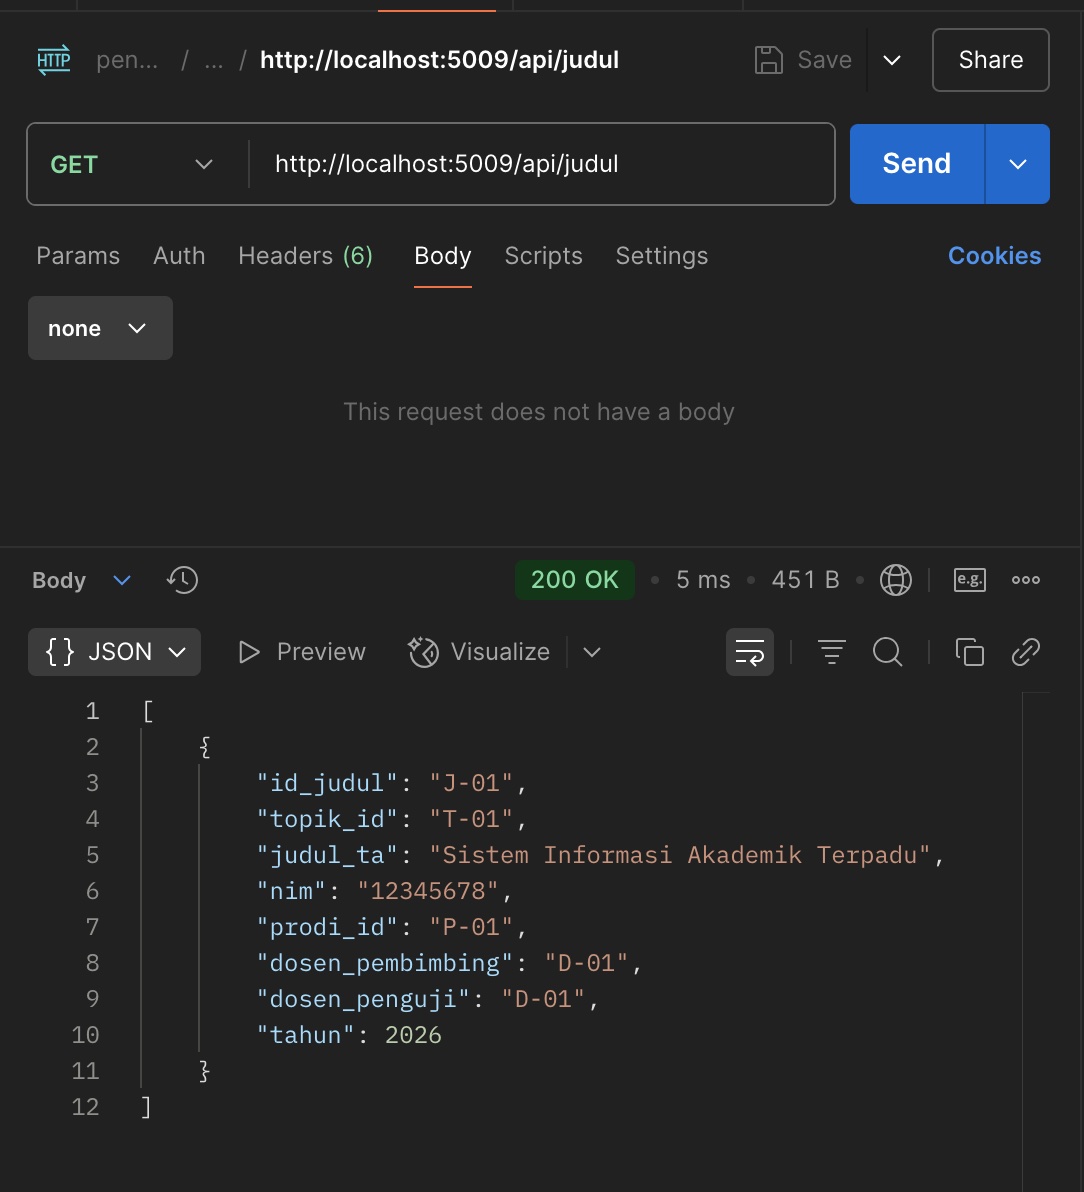 HTTP pen... / ... / http://localhost:5009/api/judul Save Share
GET http://localhost:5009/api/judul Send
Params Auth Headers (6) Body Scripts Settings Cookies
none
This request does not have a body
Body 200 OK • 5 ms • 451 B • e.g.
{} JSON Preview Visualize
1 [
2 {
3 "id_judul": "J-01",
4 "topik_id": "T-01",
5 "judul_ta": "Sistem Informasi Akademik Terpadu",
6 "nim": "12345678",
7 "prodi_id": "P-01",
8 "dosen_pembimbing": "D-01",
9 "dosen_penguji": "D-01",
10 "tahun": 2026
11 }
12 ]